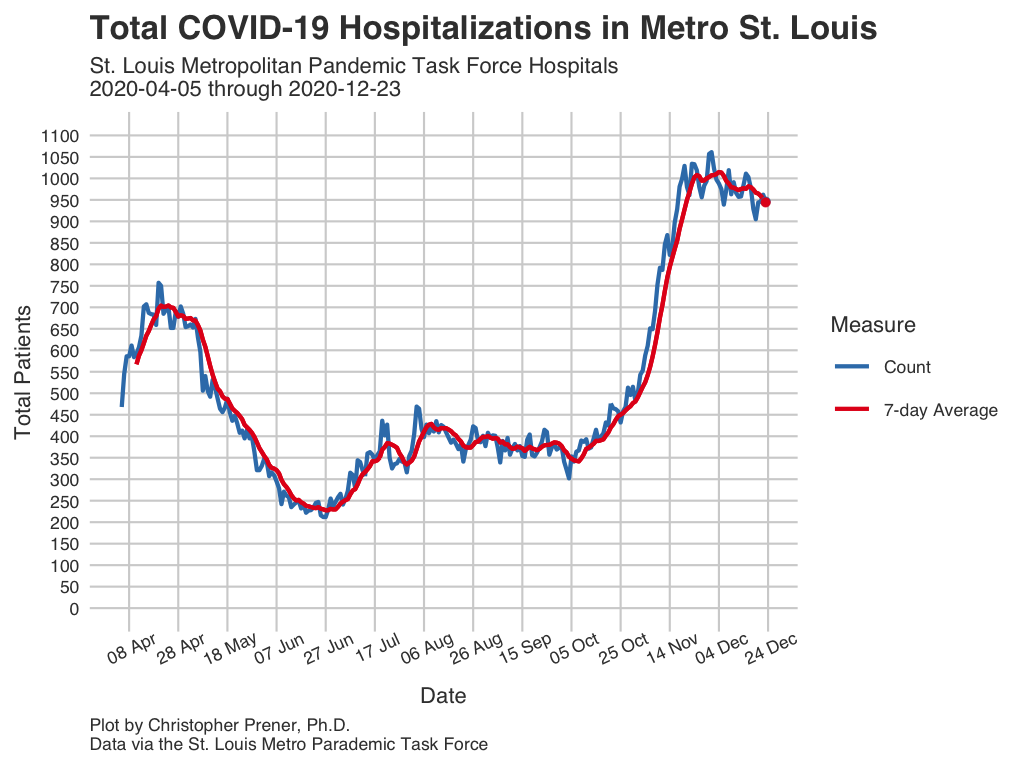 Total COVID-19 Hospitalizations in Metro St. Louis
St. Louis Metropolitan Pandemic Task Force Hospitals
2020-04-05 through 2020-12-23
1100
1050
1000
950
900
850
800
750
700
650
600
550
500
450
400
350
300
250
200
150
100
50
0
Total Patients
08 Apr
28 Apr
18 May
07 Jun
27 Jun
17 Jul
06 Aug
26 Aug
15 Sep
05 Oct
25 Oct
14 Nov
04 Dec
24 Dec
Date
Measure
Count
7-day Average
Plot by Christopher Prener, Ph.D.
Data via the St. Louis Metro Parademic Task Force